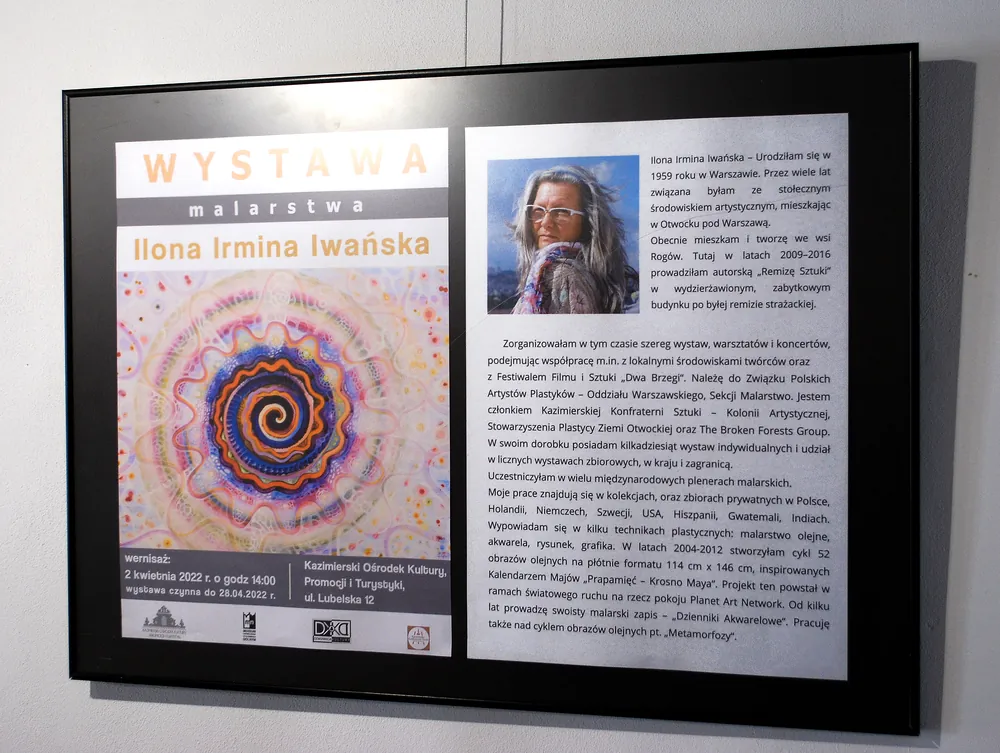 WYSTAWA
malarstwa
Ilona Irmina Iwańska
wernisaż:
2 kwietnia 2022 r. o godz 14:00
wystawa czynna do 28.04.2022 r.
Kazimierski Ośrodek Kultury,
Promocji i Turystyki,
ul. Lubelska 12
Ilona Irmina Iwańska – Urodziłam się w
1959 roku w Warszawie. Przez wiele lat
związana byłam ze stołecznym
środowiskiem artystycznym, mieszkając
w Otwocku pod Warszawą.
Obecnie mieszkam i tworzę we wsi
Rogów. Tutaj w latach 2009–2016
prowadziłam autorską „Remizę Sztuki”
w wydzierżawionym, zabytkowym
budynku po byłej remizie strażackiej.
Zorganizowałam w tym czasie szereg wystaw, warsztatów i koncertów,
podejmując współpracę m.in. z lokalnymi środowiskami twórców oraz
z Festiwalem Filmu i Sztuki „Dwa Brzegi”. Należę do Związku Polskich
Artystów Plastyków – Oddziału Warszawskiego, Sekcji Malarstwo. Jestem
członkiem Kazimierskiej Konfraterni Sztuki – Kolonii Artystycznej,
Stowarzyszenia Plastycy Ziemi Otwockiej oraz The Broken Forests Group.
W swoim dorobku posiadam kilkadziesiąt wystaw indywidualnych i udział
w licznych wystawach zbiorowych, w kraju i zagranicą.
Uczestniczyłam w wielu międzynarodowych plenerach malarskich.
Moje prace znajdują się w kolekcjach, oraz zbiorach prywatnych w Polsce,
Holandii, Niemczech, Szwecji, USA, Hiszpanii, Gwatemali, Indiach.
Wypowiadam się w kilku technikach plastycznych: malarstwo olejne,
akwarela, rysunek, grafika. W latach 2004-2012 stworzyłam cykl 52
obrazów olejnych na płótnie formatu 114 cm x 146 cm, inspirowanych
Kalendarzem Majów „Prapamięć – Krosno Maya”. Projekt ten powstał w
ramach światowego ruchu na rzecz pokoju Planet Art Network. Od kilku
lat prowadzę swoisty malarski zapis – „Dzienniki Akwarelowe”. Pracuję
także nad cyklem obrazów olejnych pt. „Metamorfozy”.